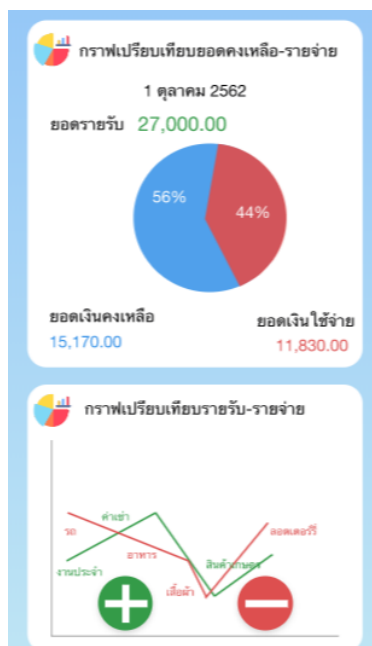 กราฟเปรียบเทียบยอดคงเหลือ-รายจ่าย
1 ตุลาคม 2562
ยอดรายรับ 27,000.00
56%
44%
ยอดเงินคงเหลือ
ยอดเงินใช้จ่าย
15,170.00
11,830.00
กราฟเปรียบเทียบรายรับ-รายจ่าย
ค่าเช่า
รถ
ลอตเตอร์รี่
อาหาร
สินค้าเกษตร
งานประจำ
เสื้อผ้า